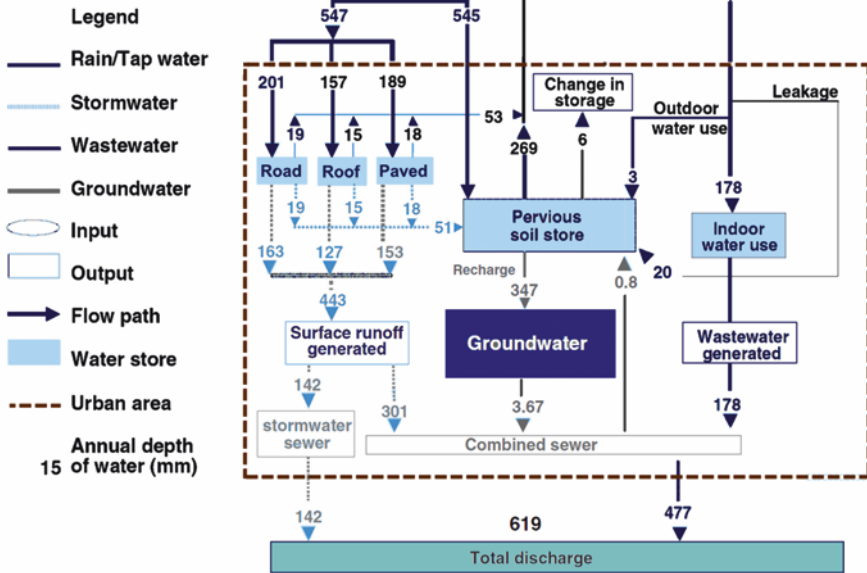 Legend
Rain/Tap water
Stormwater
Wastewater
Groundwater
Input
Output
Flow path
Water store
Urban area
Annual depth
15 of water (mm)
547
545
201
157
189
19
15
18
53
269
Change in
storage
6
Outdoor
water use
Leakage
3
178
Road
Roof
Paved
19
15
18
51
Pervious
soil store
Indoor
water use
163
127
153
Recharge
347
20
0.8
443
Surface runoff
generated
Groundwater
Wastewater
generated
142
301
3.67
178
stormwater
sewer
Combined sewer
142
619
477
Total discharge